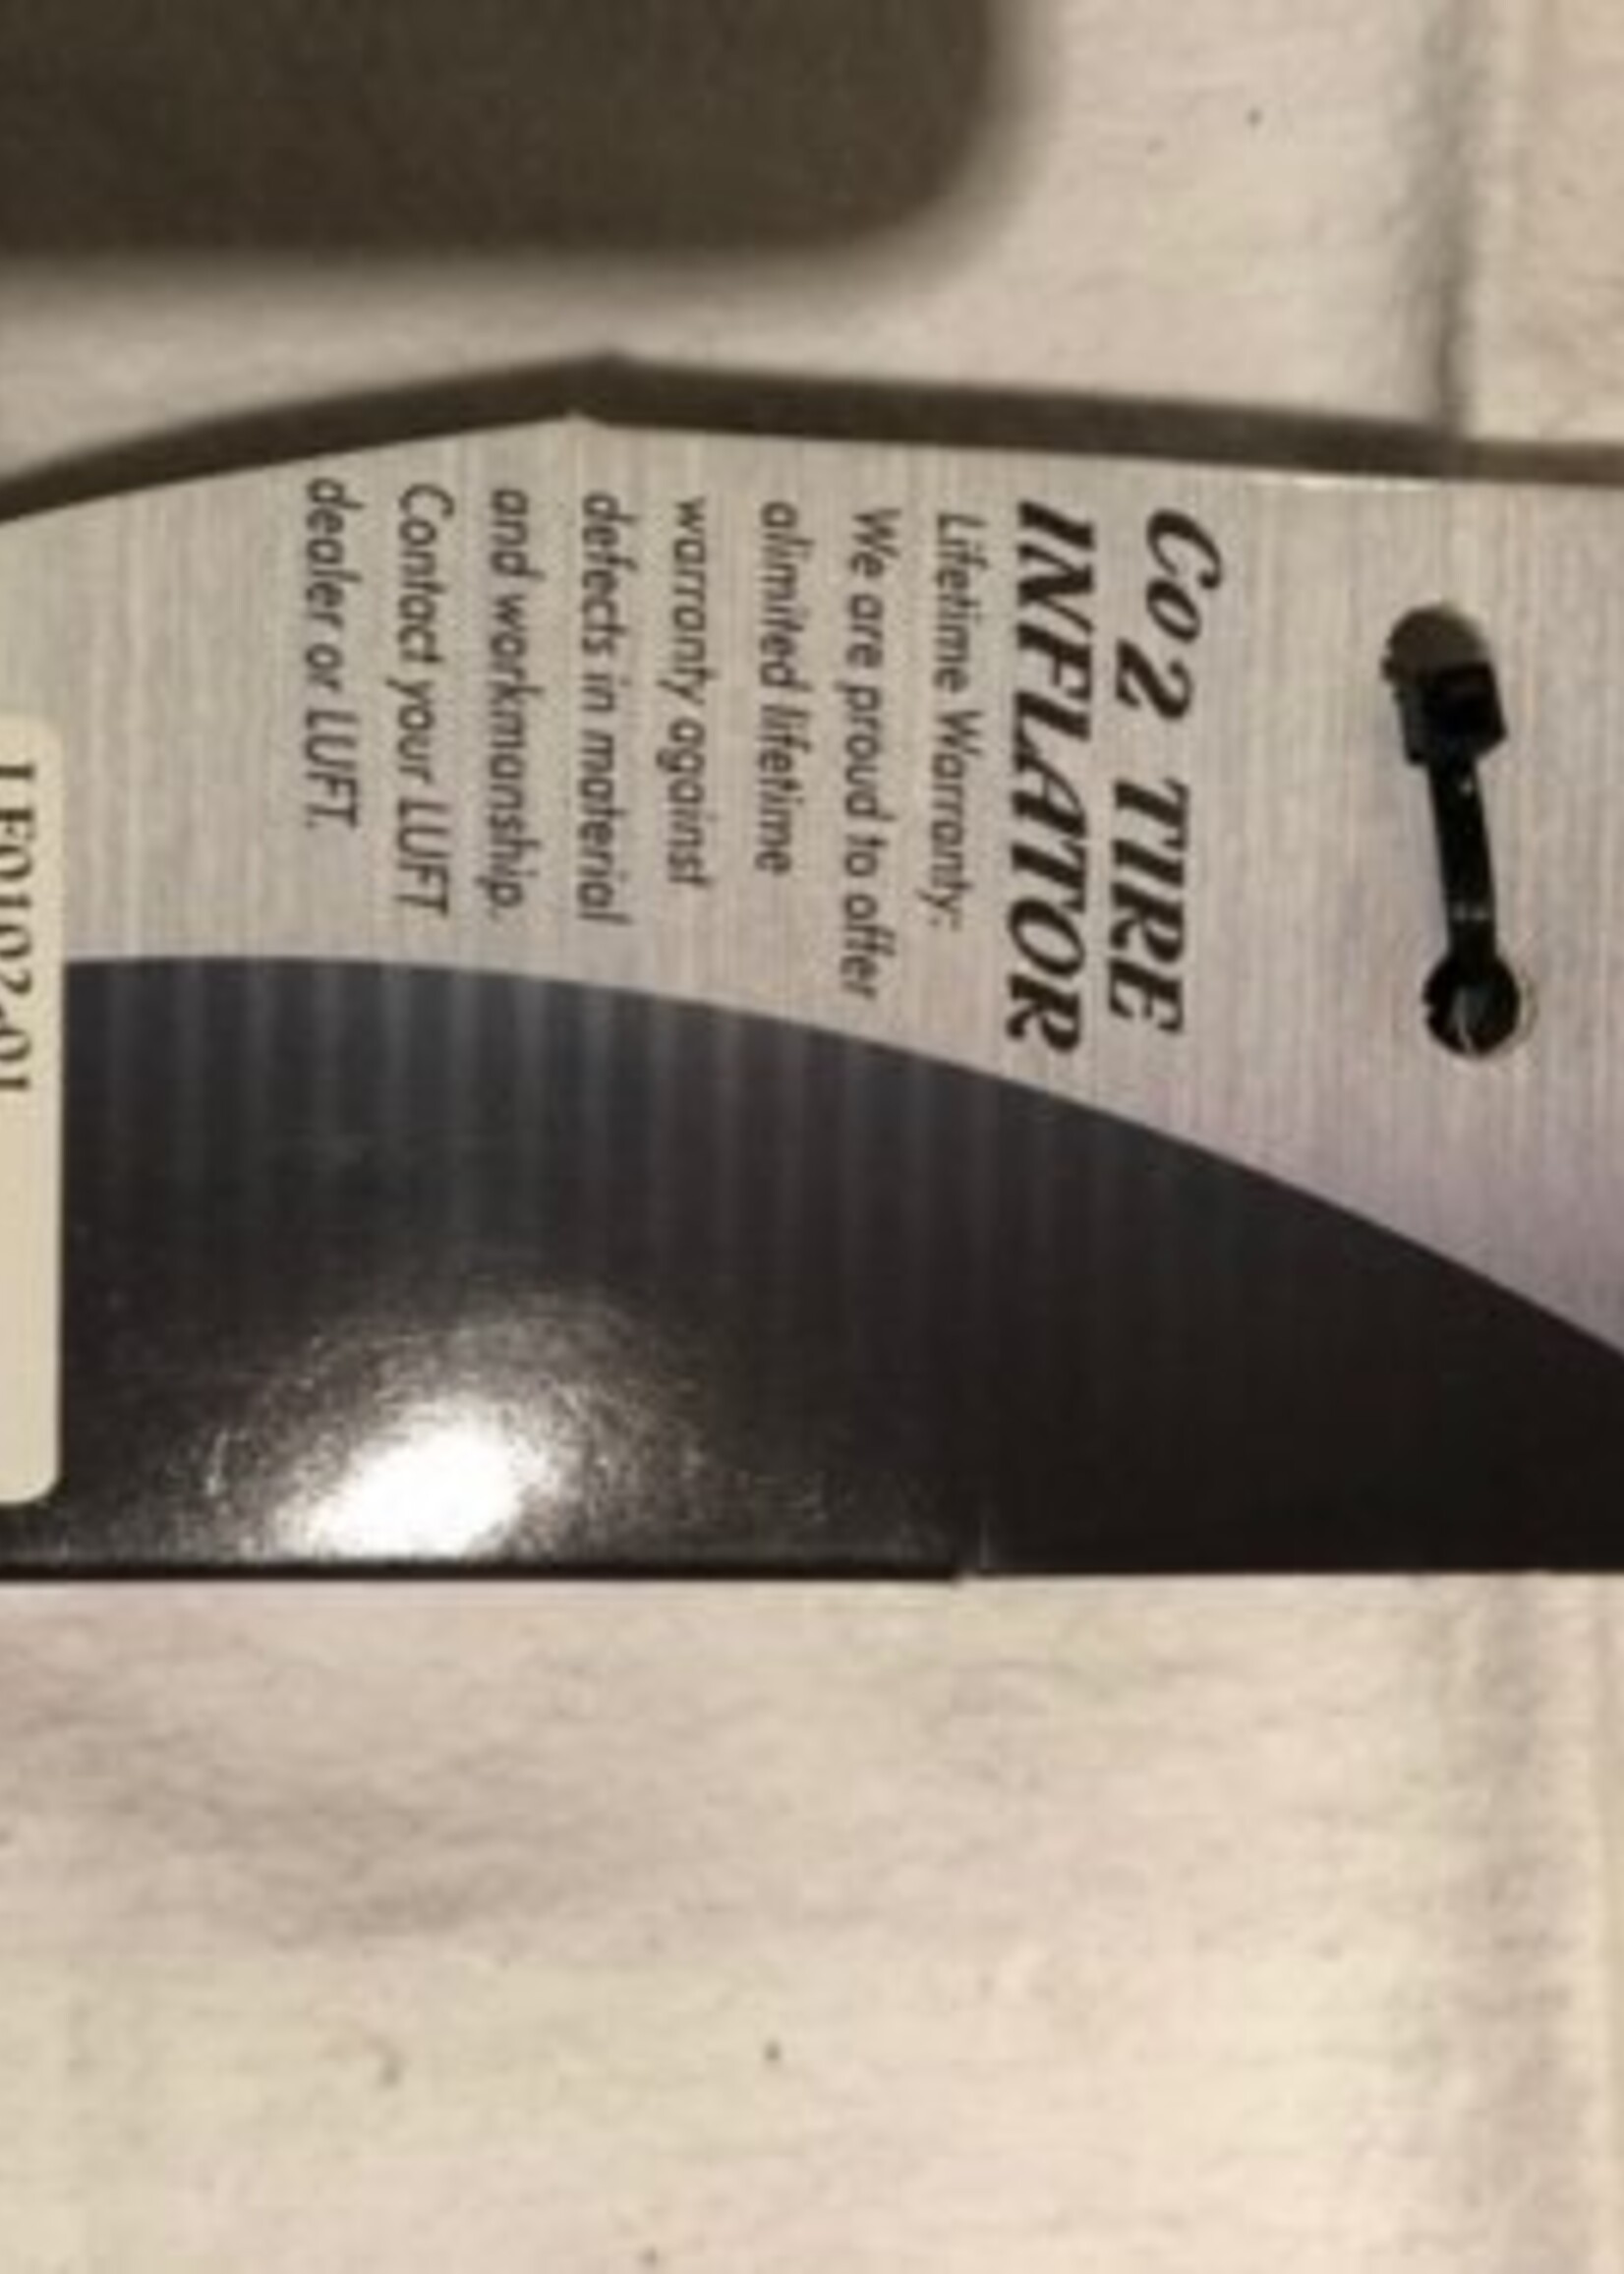 Co2 TIRE
INFLATOR
Lifetime Warranty:
We are proud to offer
alimited lifetime
warranty against
defects in material
and workmanship.
Contact your LUFT
dealer or LUFT.